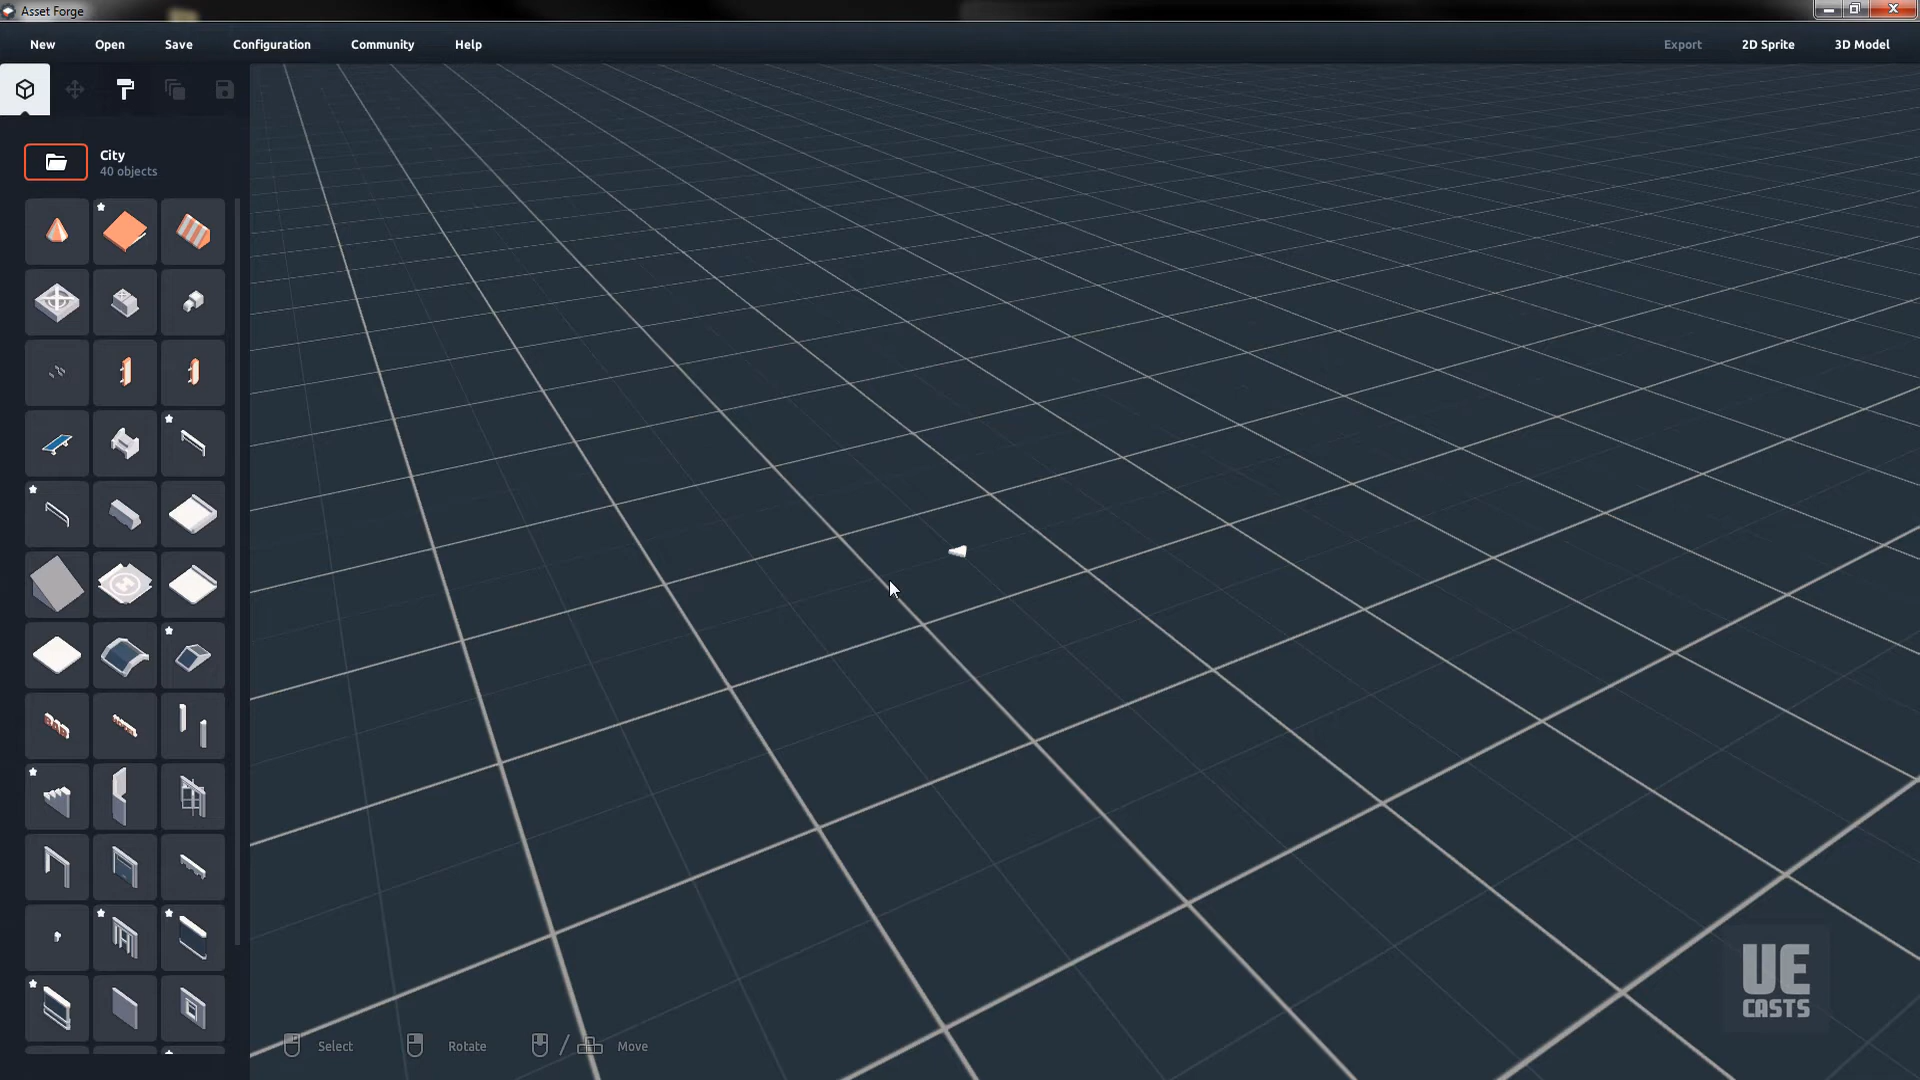 Asset Forge
New Open Save Configuration Community Help Export 2D Sprite 3D Model
City
40 objects
Select Rotate / Move
UE
CASTS